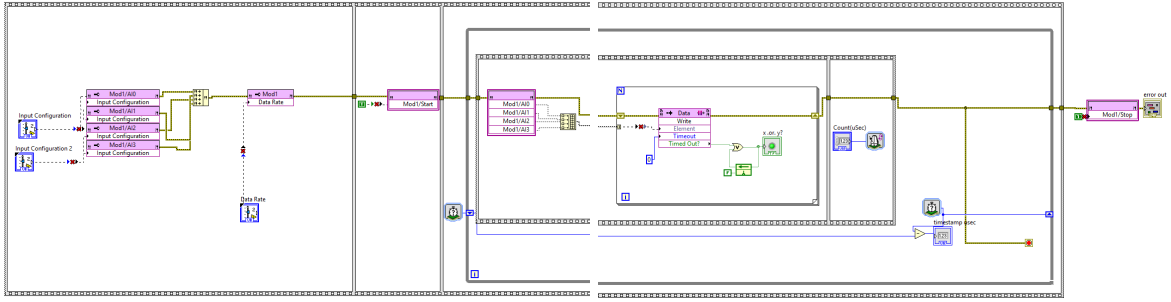 Mod1/AI0
Input Configuration
Mod1/AI1
Input Configuration
Mod1/AI2
Input Configuration
Mod1/AI3
Input Configuration
Input Configuration
Input Configuration 2
Mod1
Data Rate
Data Rate
Mod1/Start
Mod1/AI0
Mod1/AI1
Mod1/AI2
Mod1/AI3
i
N
Data
Write
Element
Timeout
Timed Out?
0
F
x .or. y?
i
Count(uSec)
timestamp usec
Mod1/Stop
error out